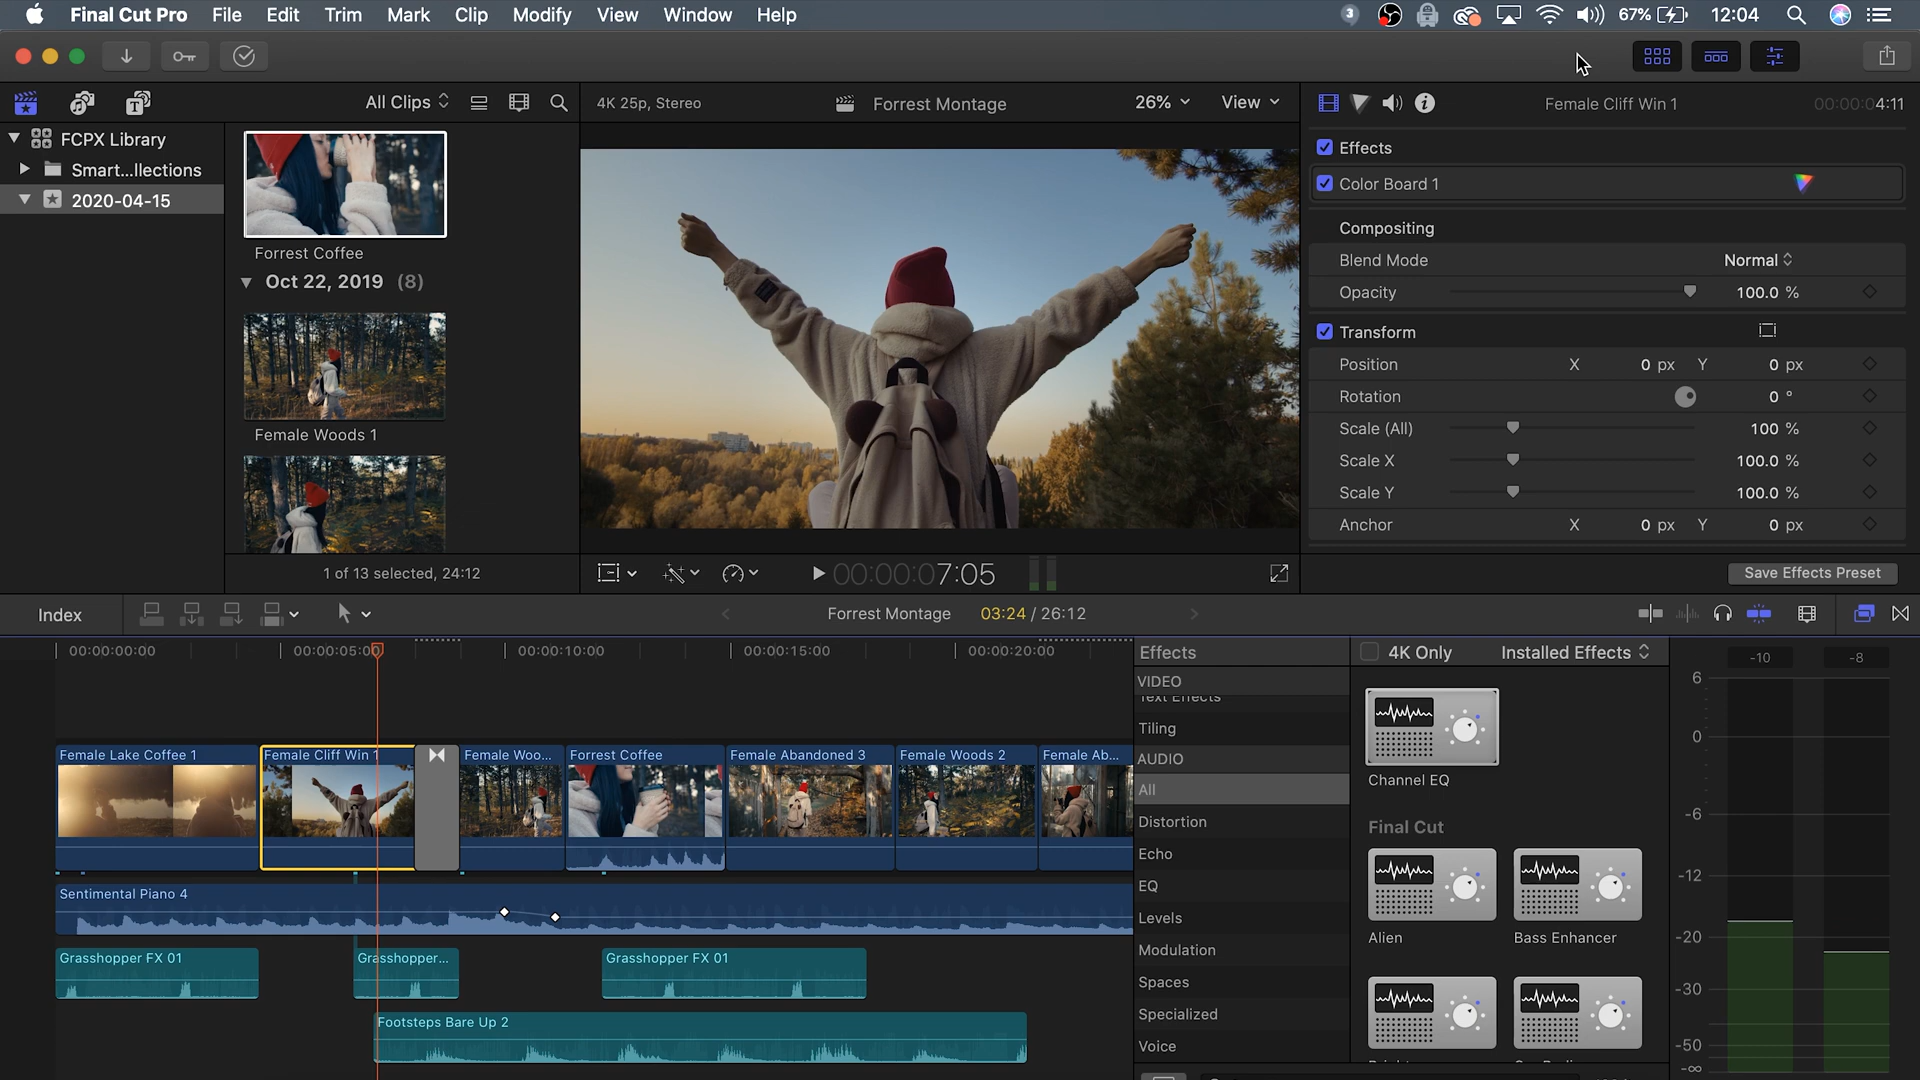 Final Cut Pro File Edit Trim Mark Clip Modify View Window Help
3 67% 12:04
All Clips
4K 25p, Stereo
Forrest Montage
26% View
Female Cliff Win 1
00:00:04:11
FCPX Library
Smart...llections
2020-04-15
Forrest Coffee
Oct 22, 2019 (8)
Female Woods 1
1 of 13 selected, 24:12
00:00:00:07:05
Effects
Color Board 1
Compositing
Blend Mode Normal
Opacity 100.0 %
Transform
Position X 0 px Y 0 px
Rotation 0 °
Scale (All) 100 %
Scale X 100.0 %
Scale Y 100.0 %
Anchor X 0 px Y 0 px
Save Effects Preset
Index
Forrest Montage 03:24 / 26:12
00:00:00:00 00:00:05:00 00:00:10:00 00:00:15:00 00:00:20:00
Female Lake Coffee 1
Female Cliff Win 1
Female Woo...
Forrest Coffee
Female Abandoned 3
Female Woods 2
Female Ab...
Sentimental Piano 4
Grasshopper FX 01
Grasshopper...
Grasshopper FX 01
Footsteps Bare Up 2
Effects
VIDEO
Text Effects
Tiling
AUDIO
All
Distortion
Echo
EQ
Levels
Modulation
Spaces
Specialized
Voice
4K Only Installed Effects
Channel EQ
Final Cut
Alien
Bass Enhancer
-10 -8
6
0
-6
-12
-20
-30
-50
-∞